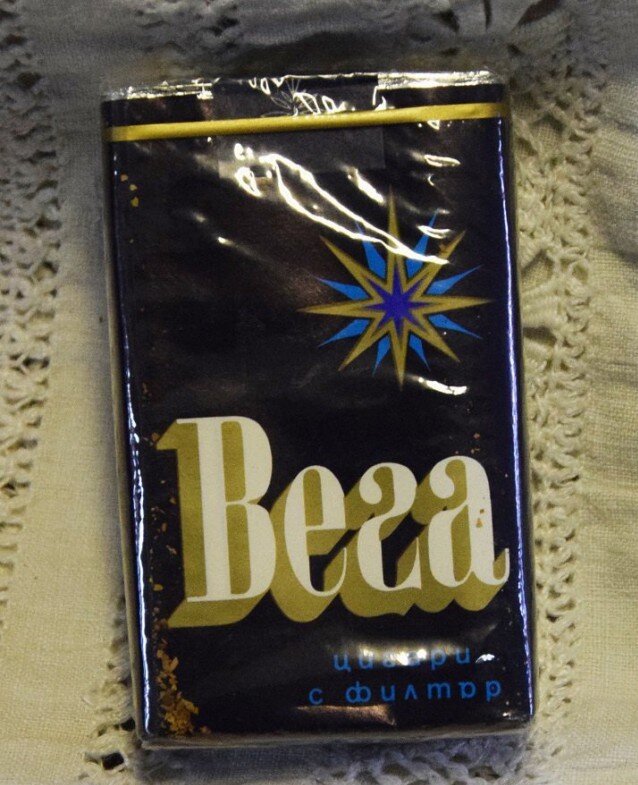 Вега
цигари
с филтър